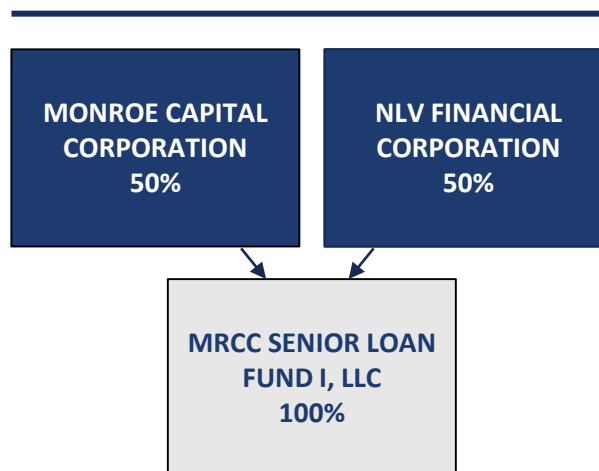 MONROE CAPITAL
CORPORATION
50%
NLV FINANCIAL
CORPORATION
50%
MRCC SENIOR LOAN
FUND I, LLC
100%